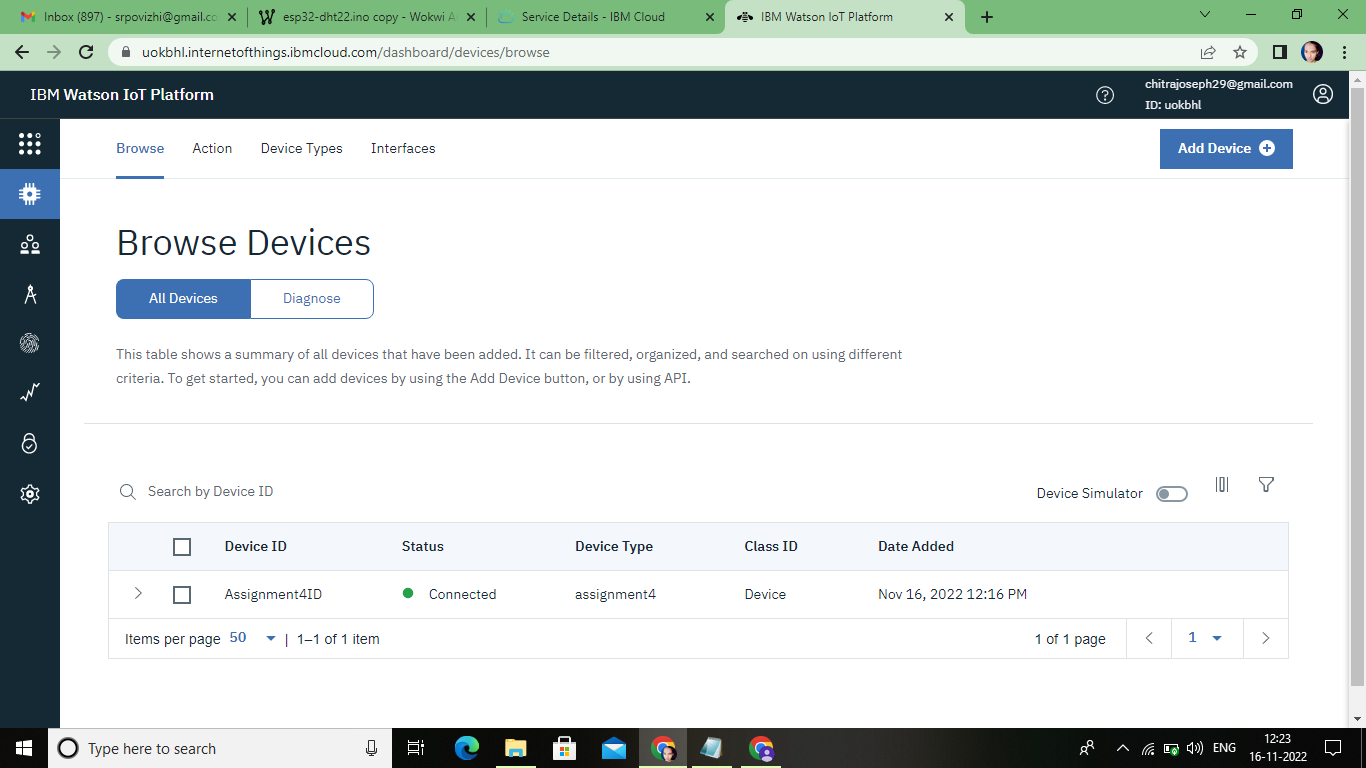 Inbox (897) - srpovizhi@gmail.co
esp32-dht22.ino copy - Wokwi A
Service Details - IBM Cloud
IBM Watson IoT Platform
uokbhl.internetofthings.ibmcloud.com/dashboard/devices/browse
IBM Watson IoT Platform
chitrajoseph29@gmail.com
ID: uokbhl
Browse Action Device Types Interfaces
Add Device
Browse Devices
All Devices Diagnose
This table shows a summary of all devices that have been added. It can be filtered, organized, and searched on using different
criteria. To get started, you can add devices by using the Add Device button, or by using API.
Search by Device ID
Device Simulator
Device ID Status Device Type Class ID Date Added
Assignment4ID Connected assignment4 Device Nov 16, 2022 12:16 PM
Items per page 50 | 1–1 of 1 item
1 of 1 page 1
Type here to search
ENG
12:23
16-11-2022